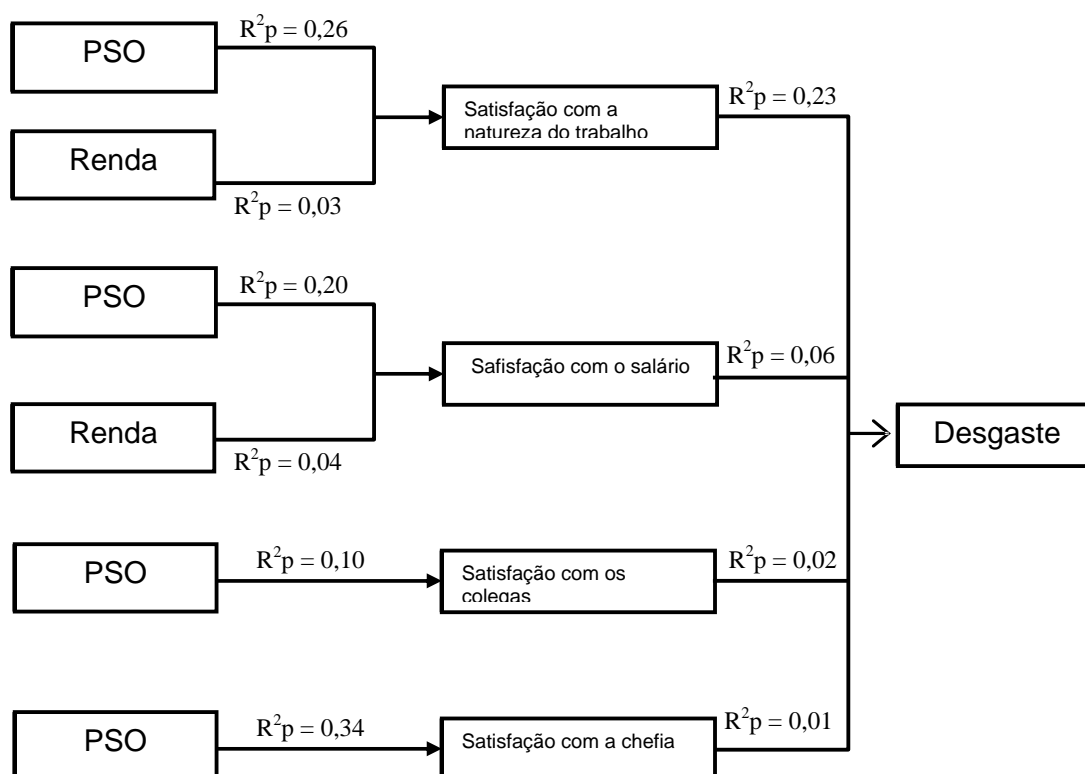 R²p = 0,26
PSO
Satisfação com a
natureza do trabalho
R²p = 0,23
Renda
R²p = 0,03
PSO
R²p = 0,20
Safisfação com o salário
R²p = 0,06
Renda
R²p = 0,04
Desgaste
PSO
R²p = 0,10
Satisfação com os
colegas
R²p = 0,02
PSO
R²p = 0,34
Satisfação com a chefia
R²p = 0,01